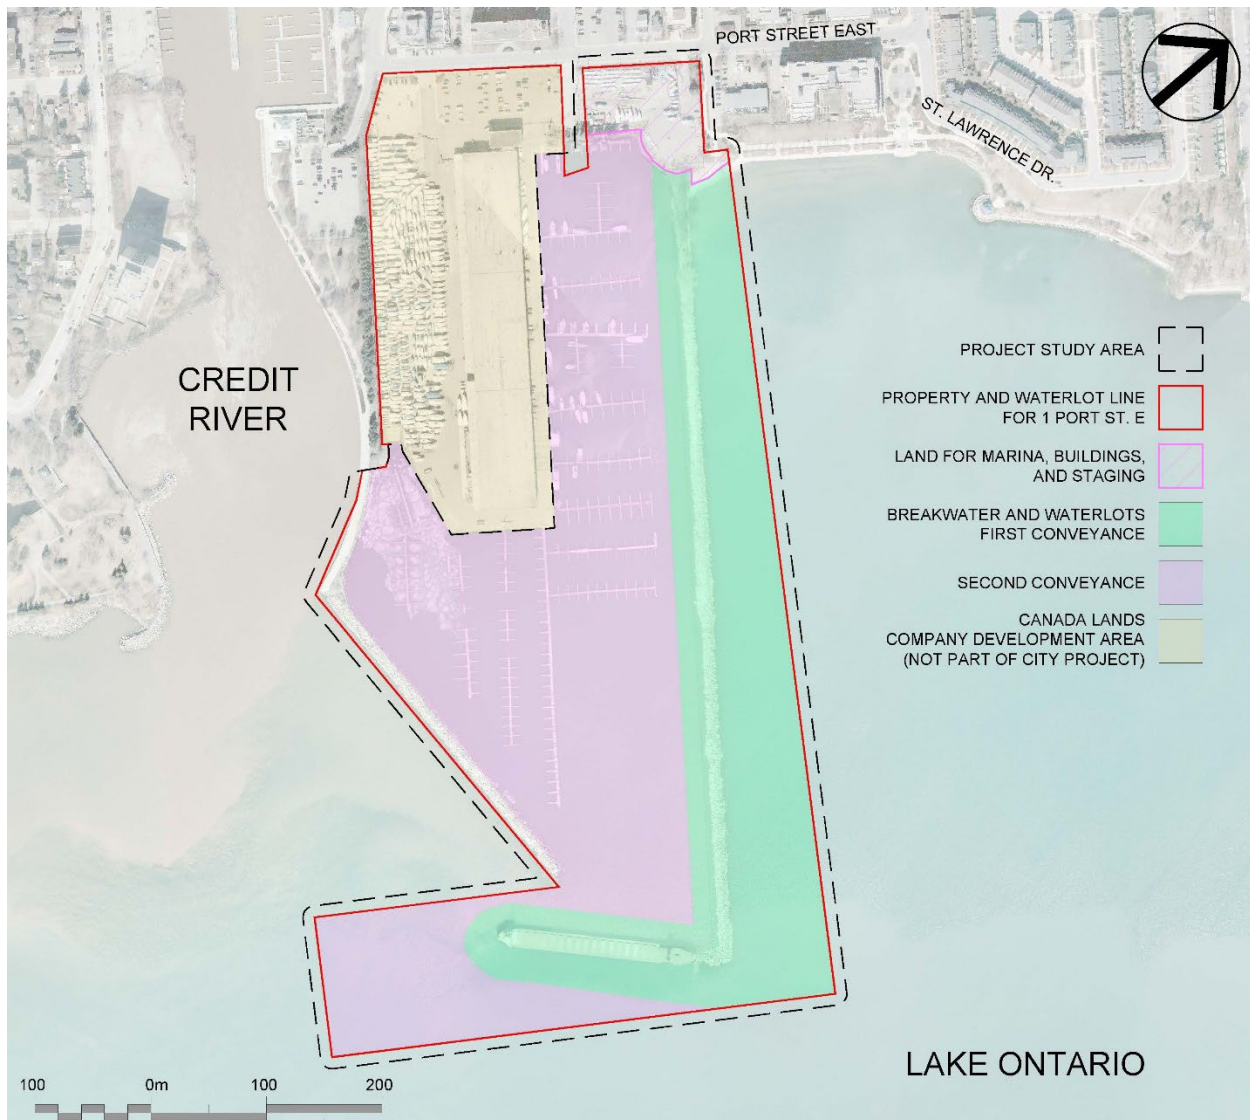 PORT STREET EAST
ST. LAWRENCE DR.
CREDIT
RIVER
PROJECT STUDY AREA
PROPERTY AND WATERLOT LINE
FOR 1 PORT ST. E
LAND FOR MARINA, BUILDINGS,
AND STAGING
BREAKWATER AND WATERLOTS
FIRST CONVEYANCE
SECOND CONVEYANCE
CANADA LANDS
COMPANY DEVELOPMENT AREA
(NOT PART OF CITY PROJECT)
LAKE ONTARIO
100 0m 100 200